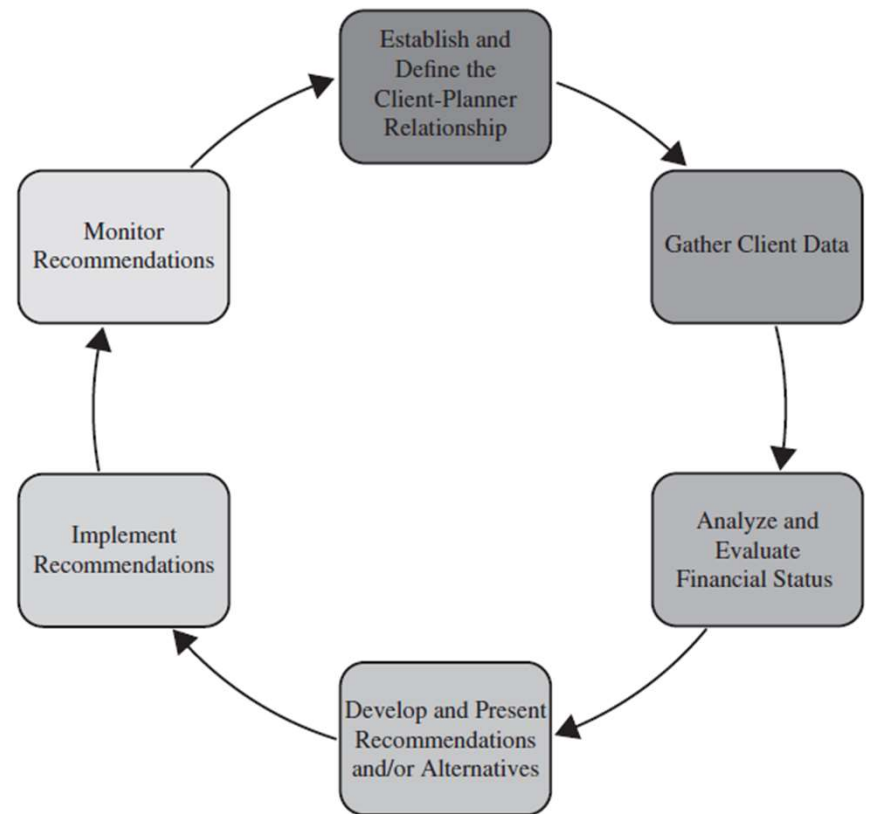 Establish and
Define the
Client-Planner
Relationship
Gather Client Data
Analyze and
Evaluate
Financial Status
Develop and Present
Recommendations
and/or Alternatives
Implement
Recommendations
Monitor
Recommendations